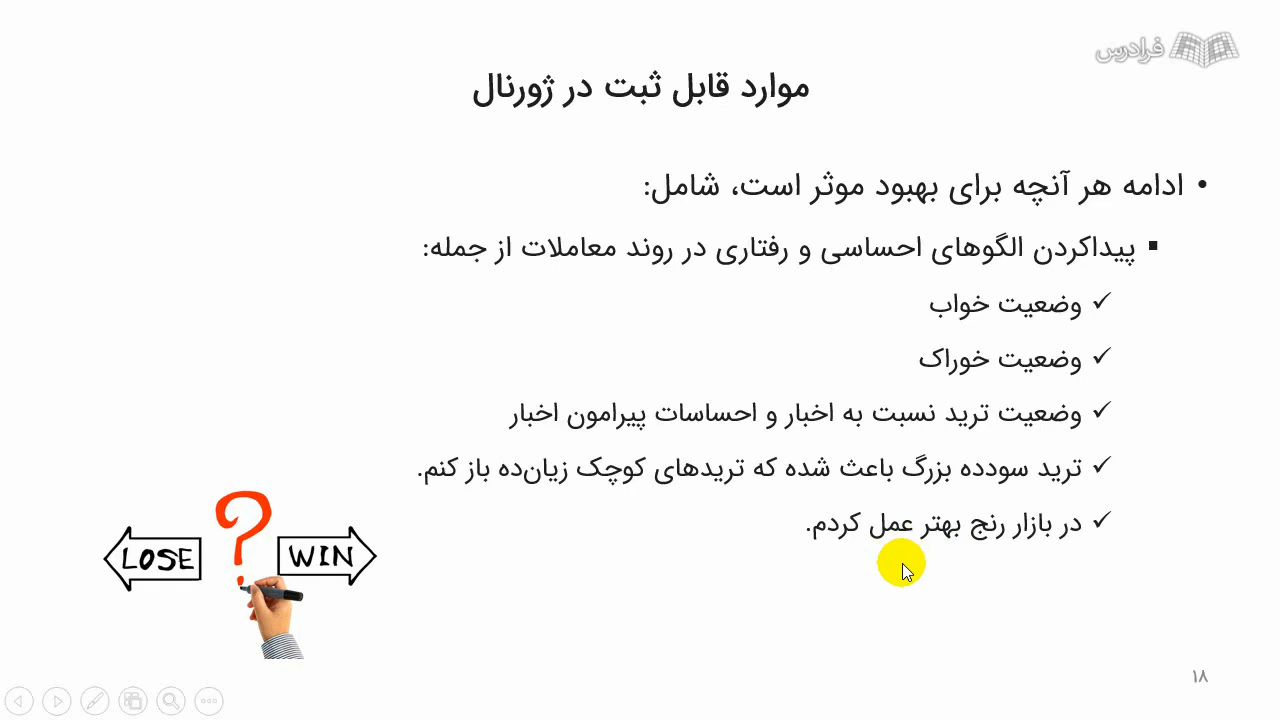 فرادرس
موارد قابل ثبت در ژورنال
• ادامه هر آنچه برای بهبود موثر است، شامل:
▪ پیداکردن الگوهای احساسی و رفتاری در روند معاملات از جمله:
✓ وضعیت خواب
✓ وضعیت خوراک
✓ وضعیت ترید نسبت به اخبار و احساسات پیرامون اخبار
✓ ترید سودده بزرگ باعث شده که تریدهای کوچک زیان‌ده باز کنم.
✓ در بازار رنج بهتر عمل کردم.
LOSE ? WIN
۱۸